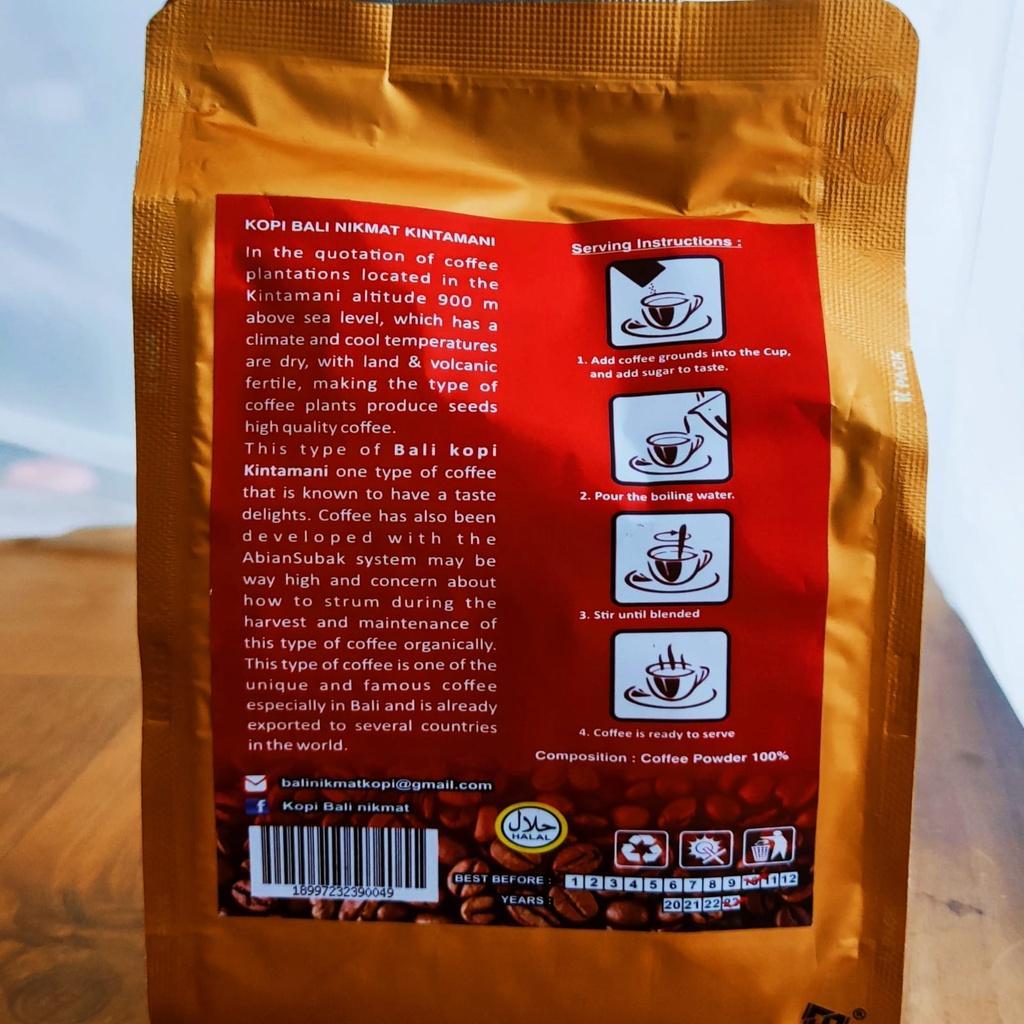 KOPI BALI NIKMAT KINTAMANI
In the quotation of coffee
plantations located in the
Kintamani altitude 900 m
above sea level, which has a
climate and cool temperatures
are dry, with land & volcanic
fertile, making the type of
coffee plants produce seeds
high quality coffee.
This type of Bali kopi
Kintamani one type of coffee
that is known to have a taste
delights. Coffee has also been
developed with the
AbianSubak system may be
way high and concern about
how to strum during the
harvest and maintenance of
this type of coffee organically.
This type of coffee is one of the
unique and famous coffee
especially in Bali and is already
exported to several countries
in the world.
balinikmatkopi@gmail.com
f Kopi Bali nikmat
18997232390049
Serving Instructions :
1. Add coffee grounds into the Cup,
and add sugar to taste.
2. Pour the boiling water.
3. Stir until blended
4. Coffee is ready to serve
Composition : Coffee Powder 100%
حلال
HALAL
BEST BEFORE : 1 2 3 4 5 6 7 8 9 10 11 12
YEARS : 20 21 22 23
K PACK
®